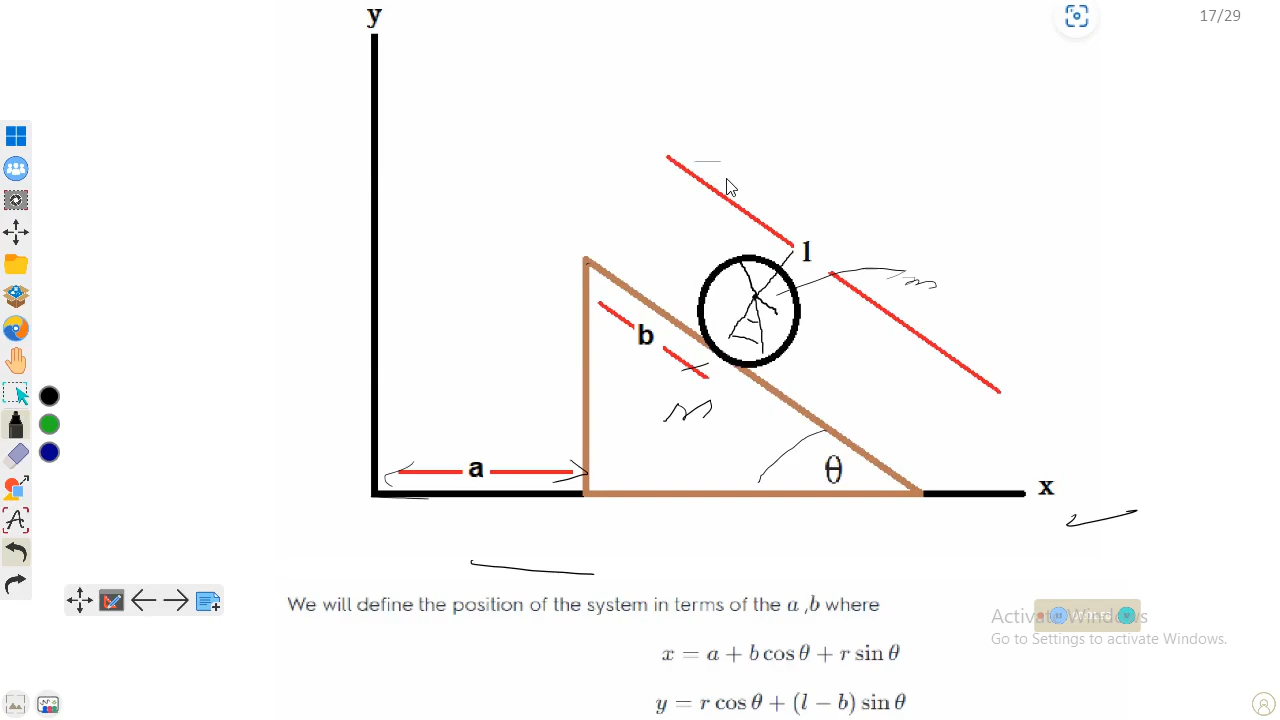 y
17/29
l
m
b
m
a
θ
x
We will define the position of the system in terms of the a ,b where
Activate Windows
Go to Settings to activate Windows.
x = a + b cos θ + r sin θ
y = r cos θ + (l − b) sin θ